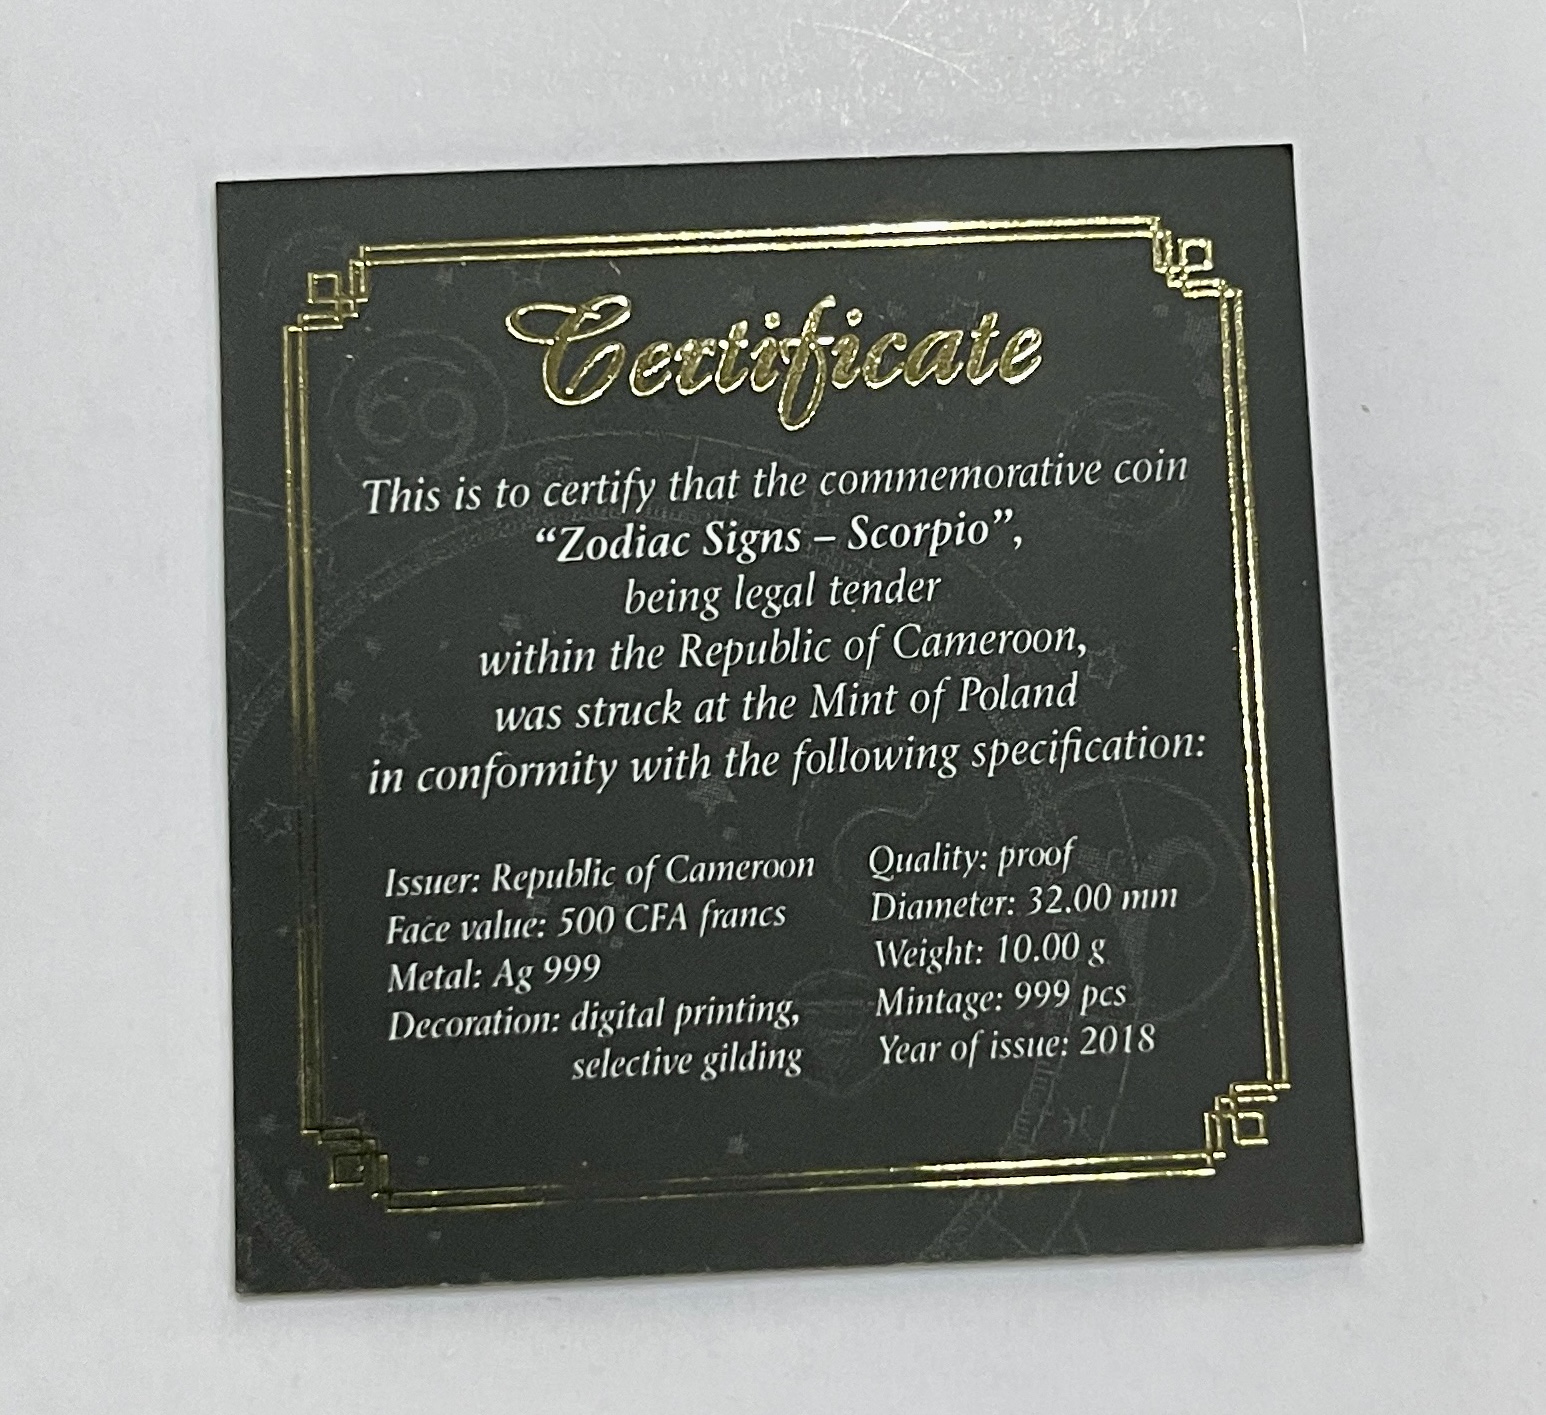 Certificate
This is to certify that the commemorative coin
“Zodiac Signs – Scorpio”,
being legal tender
within the Republic of Cameroon,
was struck at the Mint of Poland
in conformity with the following specification:
Issuer: Republic of Cameroon
Face value: 500 CFA francs
Metal: Ag 999
Decoration: digital printing,
selective gilding
Quality: proof
Diameter: 32.00 mm
Weight: 10.00 g
Mintage: 999 pcs
Year of issue: 2018